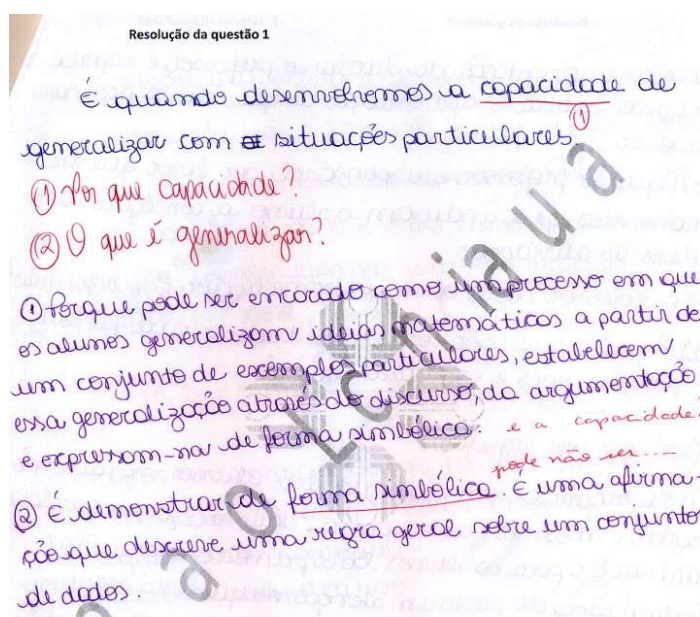 Resolução da questão 1
É quando desenvolvemos a capacidade de
generalizar com situações particulares. (1)
(1) Por que capacidade?
(2) O que é generalizar?
(1) Porque pode ser encarado como um processo em que
os alunos generalizam idéias matemáticas a partir de
um conjunto de exemplos particulares, estabelecem
essa generalização através do discurso, da argumentação
e expressam-na de forma simbólica. e a capacidade?
pode não ser...
(2) É demonstrar de forma simbólica É uma afirma-
ção que descreve uma regra geral sobre um conjunto
de dados.